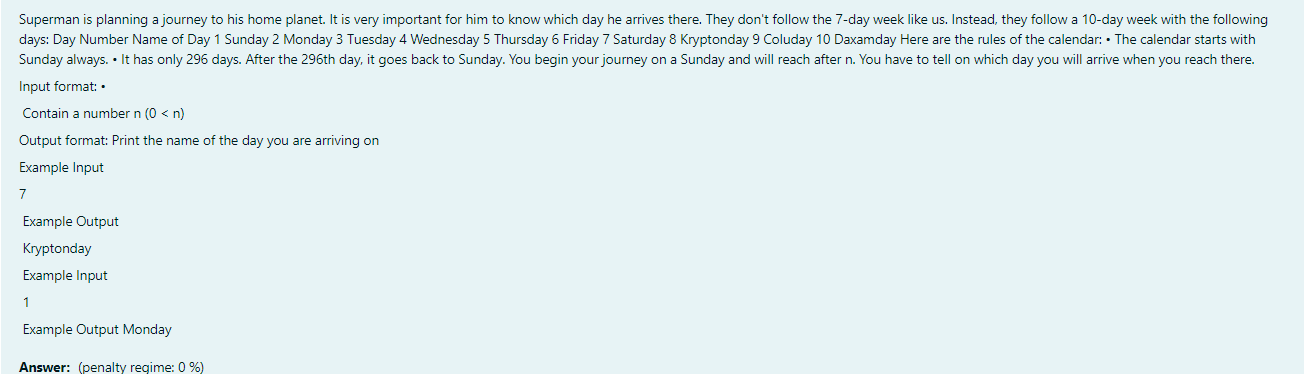 Superman is planning a journey to his home planet. It is very important for him to know which day he arrives there. They don't follow the 7-day week like us. Instead, they follow a 10-day week with the following
days: Day Number Name of Day 1 Sunday 2 Monday 3 Tuesday 4 Wednesday 5 Thursday 6 Friday 7 Saturday 8 Kryptonday 9 Coluday 10 Daxamday Here are the rules of the calendar: • The calendar starts with
Sunday always. • It has only 296 days. After the 296th day, it goes back to Sunday. You begin your journey on a Sunday and will reach after n. You have to tell on which day you will arrive when you reach there.
Input format: •
Contain a number n (0 < n)
Output format: Print the name of the day you are arriving on
Example Input
7
Example Output
Kryptonday
Example Input
1
Example Output Monday
Answer: (penalty regime: 0 %)